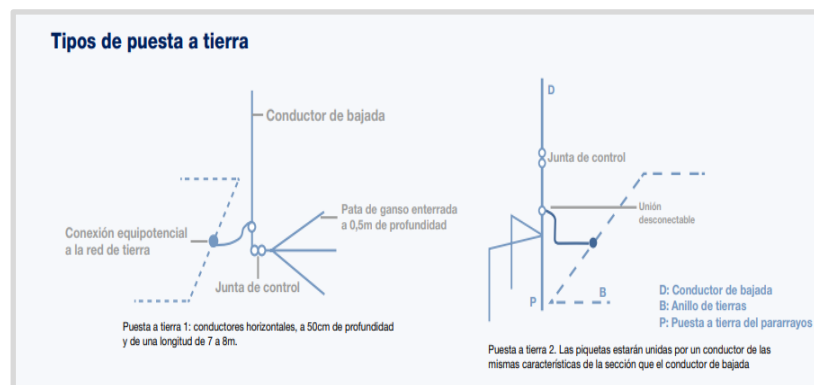 Tipos de puesta a tierra
Conductor de bajada
Pata de ganso enterrada
a 0,5m de profundidad
Conexión equipotencial
a la red de tierra
Junta de control
Puesta a tierra 1: conductores horizontales, a 50cm de profundidad
y de una longitud de 7 a 8m.
D
Junta de control
Unión
desconectable
P
B
D: Conductor de bajada
B: Anillo de tierras
P: Puesta a tierra del pararrayos
Puesta a tierra 2. Las piquetas estarán unidas por un conductor de las
mismas características de la sección que el conductor de bajada